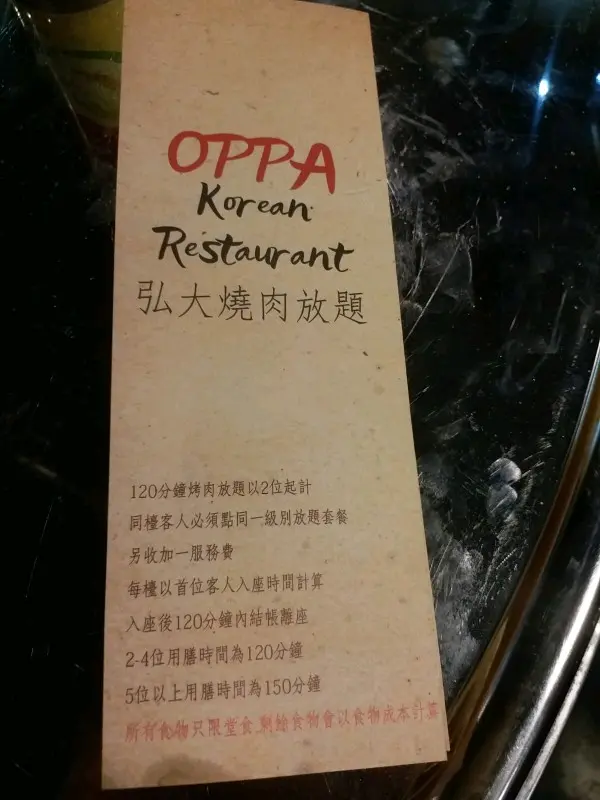 OPPA
Korean
Restaurant
弘大燒肉放題
120分鐘烤肉放題以2位起計
同檯客人必須點同一級別放題套餐
另收加一服務費
每檯以首位客人入座時間計算
入座後120分鐘內結帳離座
2-4位用膳時間為120分鐘
5位以上用膳時間為150分鐘
所有食物只限堂食 剩餘食物會以食物成本計算